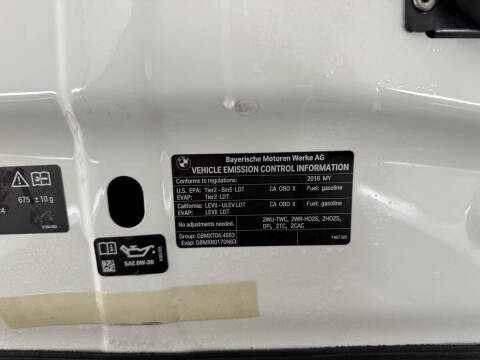 Bayerische Motoren Werke AG
VEHICLE EMISSION CONTROL INFORMATION
Conforms to regulations: 2016 MY
U.S. EPA: Tier2 - Bin5 LDT CA OBD II Fuel: gasoline
EVAP: Tier2 LDT
California: LEVII - ULEV LDT CA OBD II Fuel: gasoline
EVAP: LEVII LDT
No adjustments needed. 2WU-TWC, 2WR-HO2S, 2HO2S,
DFI, 2TC, 2CAC
Group: GBMXT04.4S63
Evap: GBMXR0170N63
675 ± 10 g
SAE 0W-30